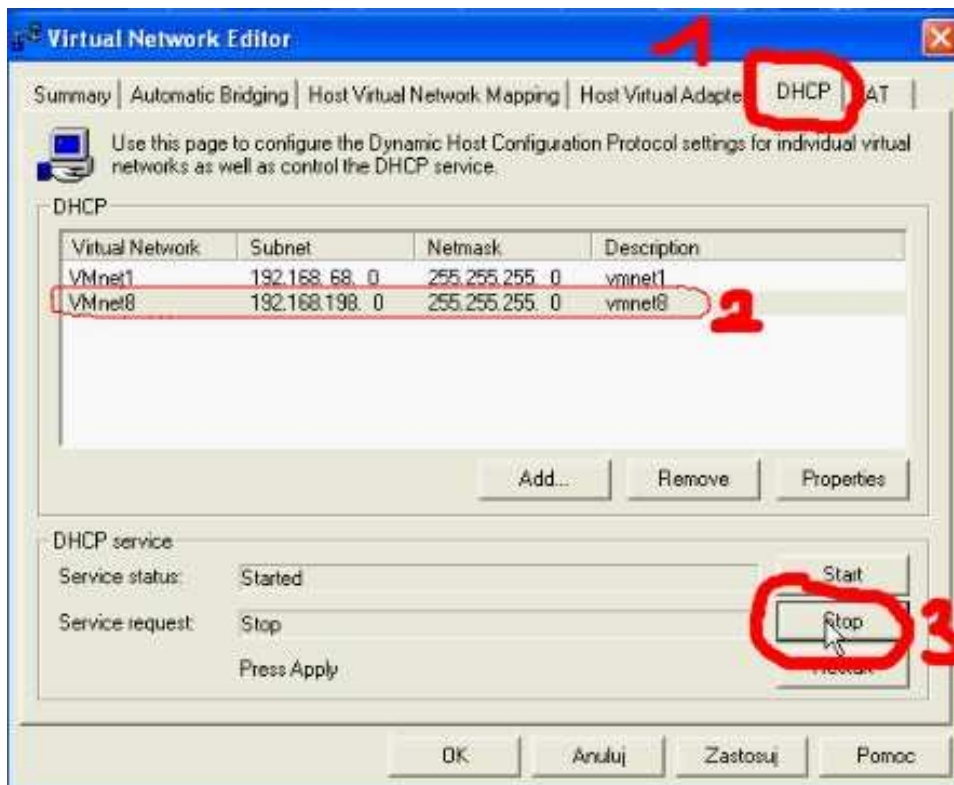 Virtual Network Editor
1
Summary Automatic Bridging Host Virtual Network Mapping Host Virtual Adapte DHCP AT
Use this page to configure the Dynamic Host Configuration Protocol settings for individual virtual
networks as well as control the DHCP service.
DHCP
Virtual Network Subnet Netmask Description
VMnet1 192.168. 68. 0 255.255.255. 0 vmnet1
VMnet8 192.168.198. 0 255.255.255. 0 vmnet8
2
Add... Remove Properties
DHCP service
Service status: Started Start
Service request: Stop Stop
3
Press Apply
OK Anuluj Zastosuj Pomoc